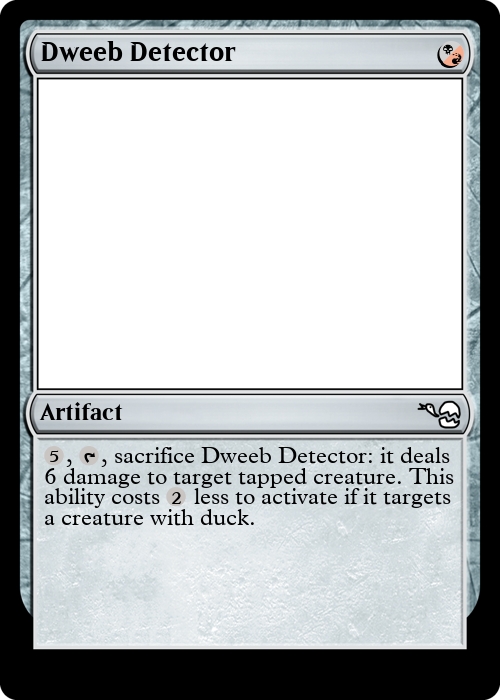 Dweeb Detector
Artifact
5, , sacrifice Dweeb Detector: it deals
6 damage to target tapped creature. This
ability costs 2 less to activate if it targets
a creature with duck.